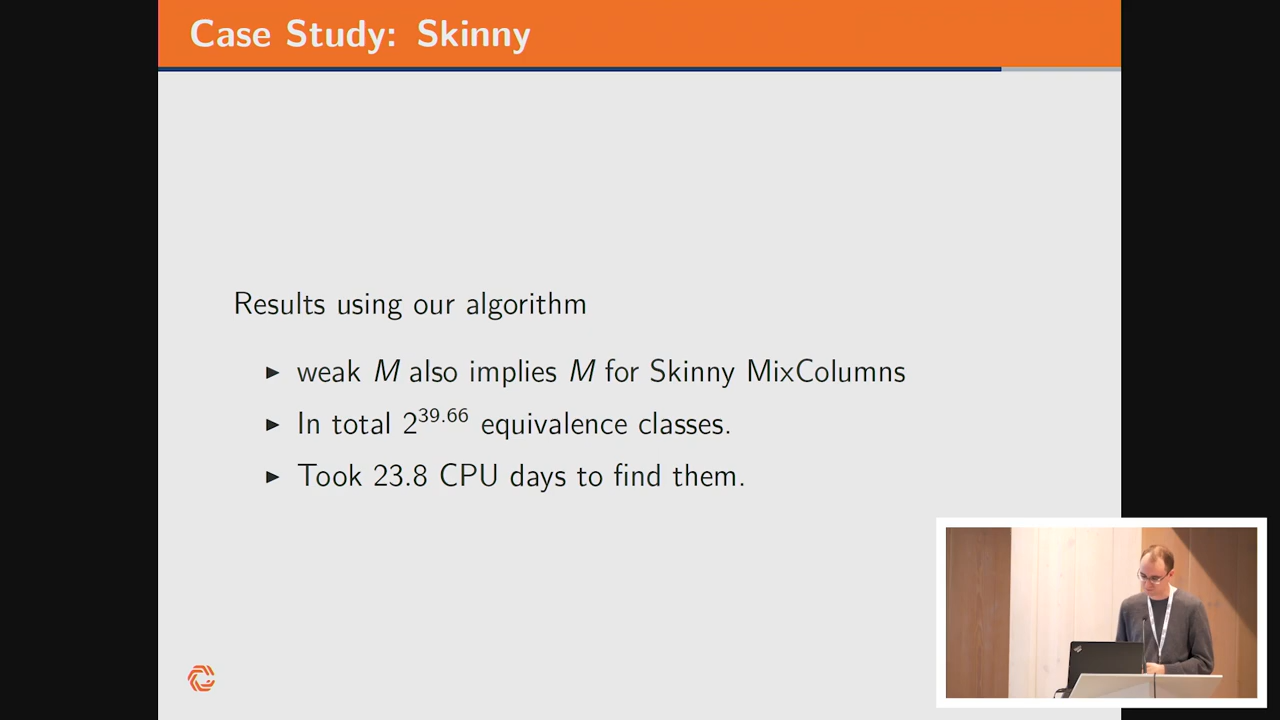 Case Study: Skinny
Results using our algorithm
► weak M also implies M for Skinny MixColumns
► In total 2^39.66 equivalence classes.
► Took 23.8 CPU days to find them.